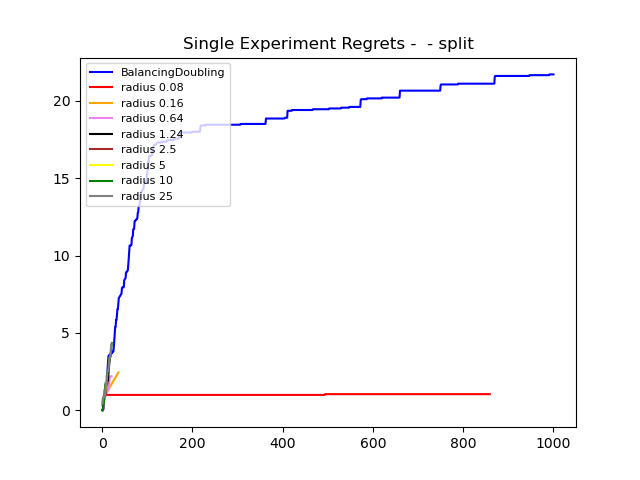 Single Experiment Regrets -  - split
BalancingDoubling
radius 0.08
radius 0.16
radius 0.64
radius 1.24
radius 2.5
radius 5
radius 10
radius 25
20
15
10
5
0
0 200 400 600 800 1000